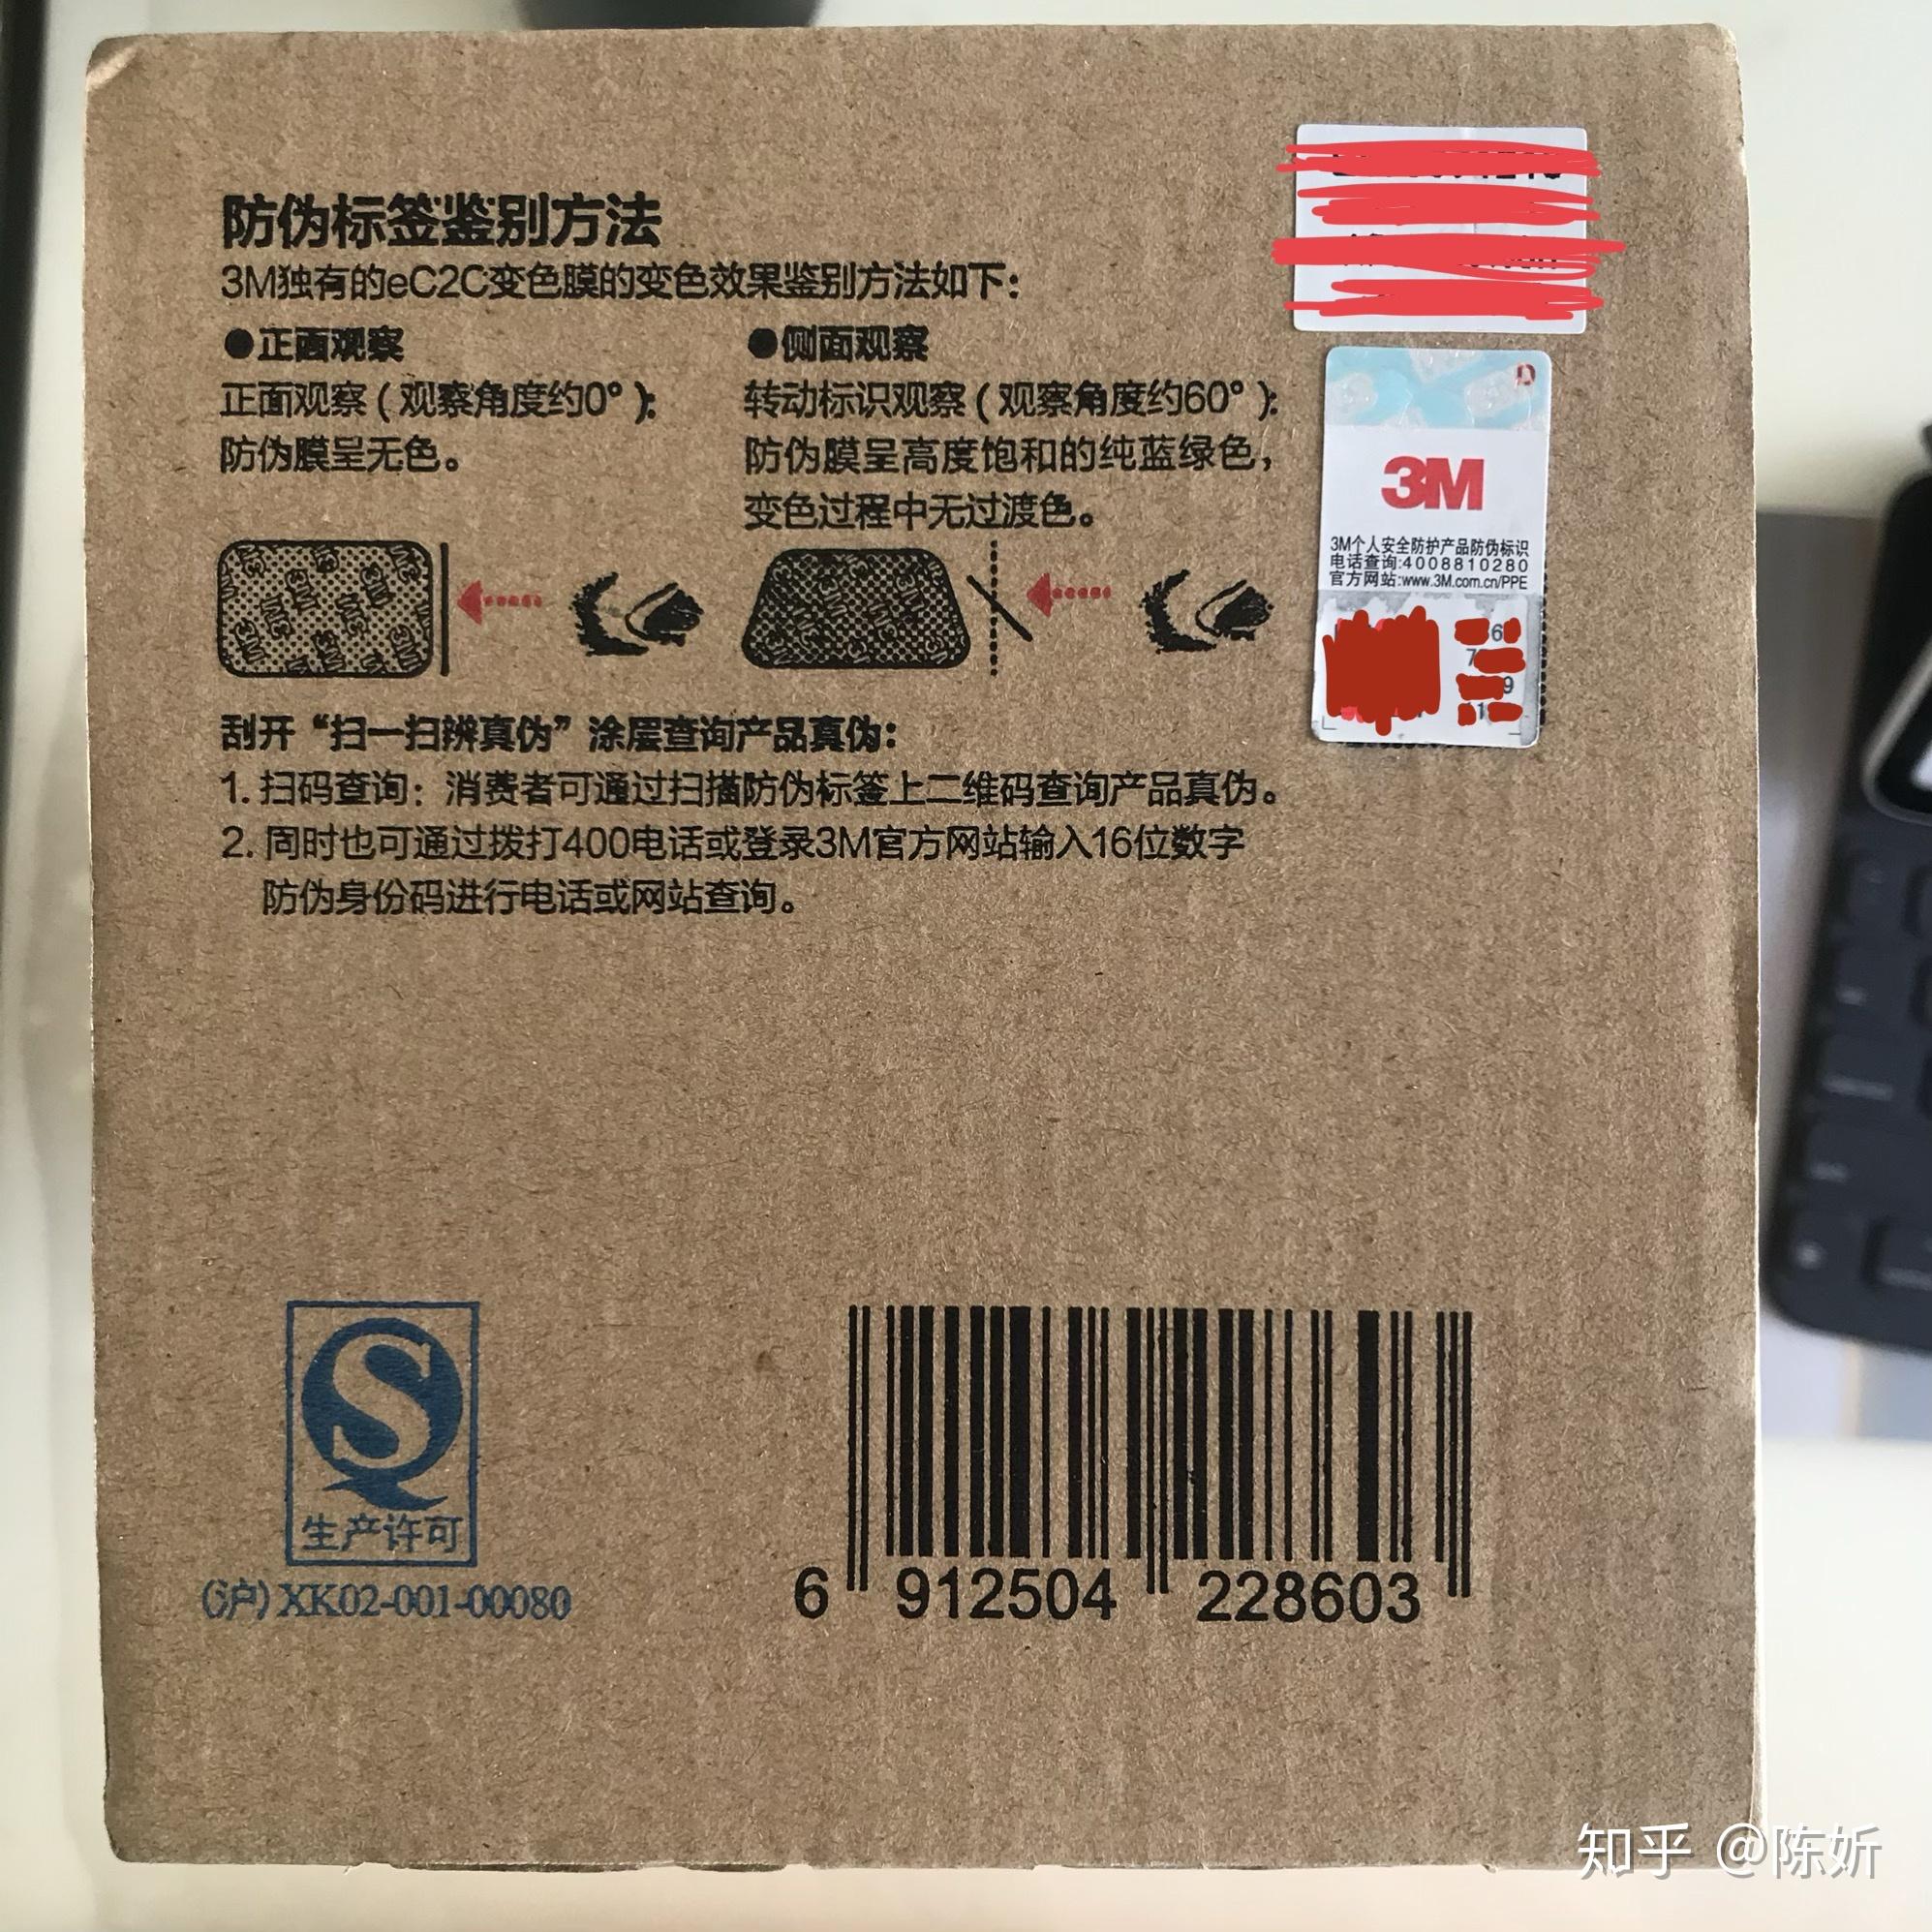 防伪标签鉴别方法
3M独有的eC2C变色膜的变色效果鉴别方法如下：
●正面观察
正面观察（观察角度约0°）：
防伪膜呈无色。
●侧面观察
转动标识观察（观察角度约60°）：
防伪膜呈高度饱和的纯蓝绿色，
变色过程中无过渡色。
刮开“扫一扫辨真伪”涂层查询产品真伪：
1. 扫码查询：消费者可通过扫描防伪标签上二维码查询产品真伪。
2. 同时也可通过拨打400电话或登录3M官方网站输入16位数字
防伪身份码进行电话或网站查询。
3M
3M个人安全防护产品防伪标识
电话查询:4008810280
官方网站:www.3M.com.cn/PPE
生产许可
(沪) XK02-001-00080
6 912504 228603
知乎 @陈妡